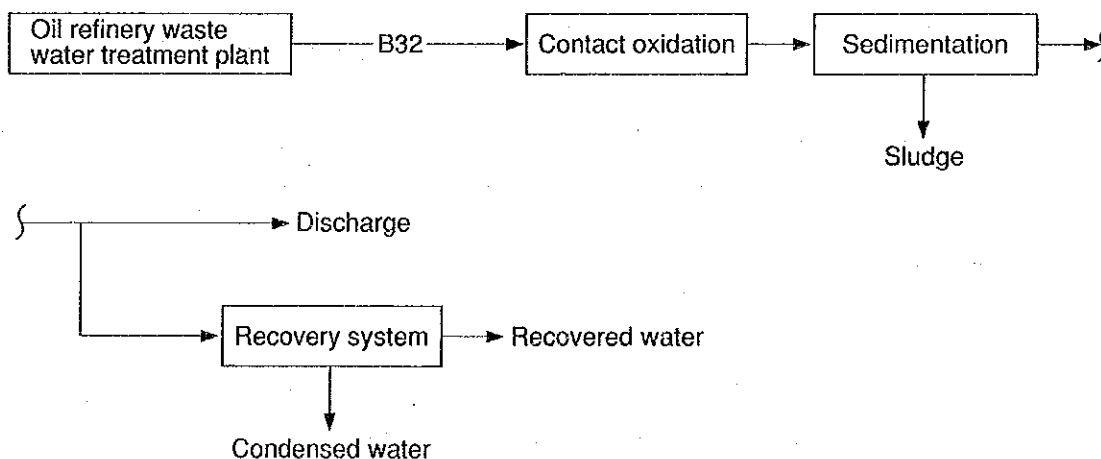 Oil refinery waste
water treatment plant
B32
Contact oxidation
Sedimentation
Sludge
Discharge
Recovery system
Recovered water
Condensed water